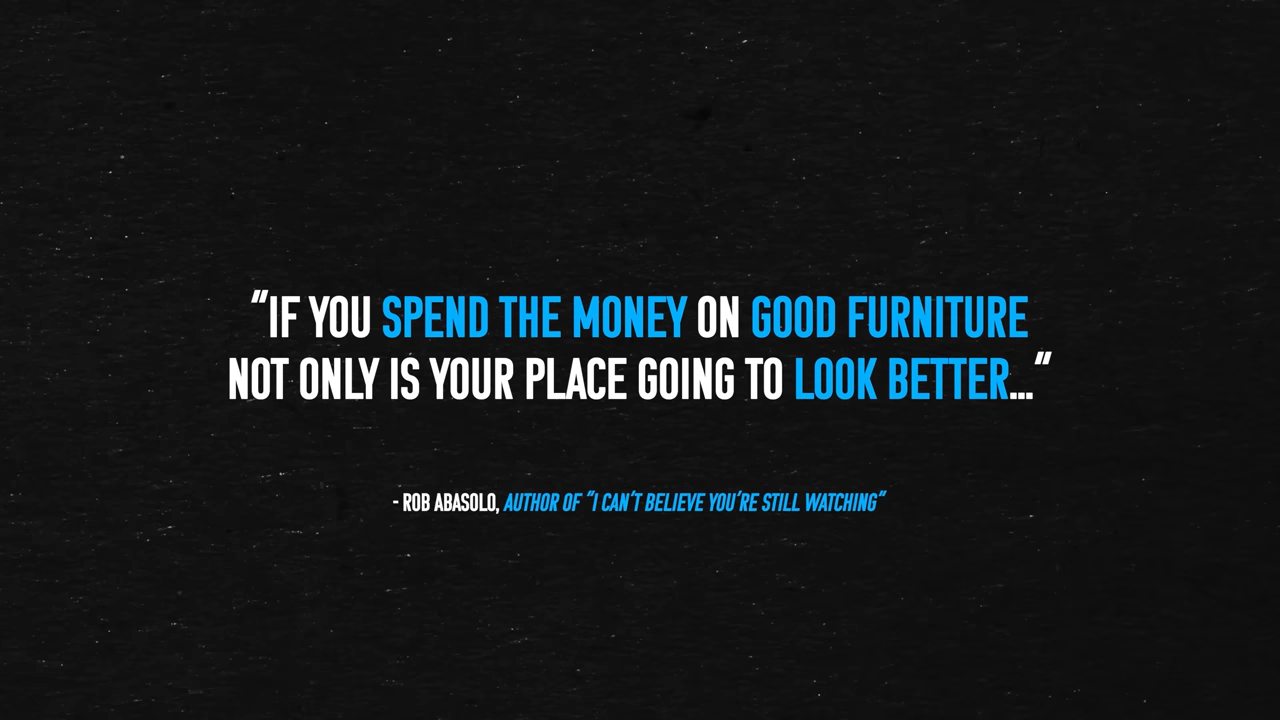 "IF YOU SPEND THE MONEY ON GOOD FURNITURE
NOT ONLY IS YOUR PLACE GOING TO LOOK BETTER..."
- ROB ABASOLO, AUTHOR OF "I CAN'T BELIEVE YOU'RE STILL WATCHING"